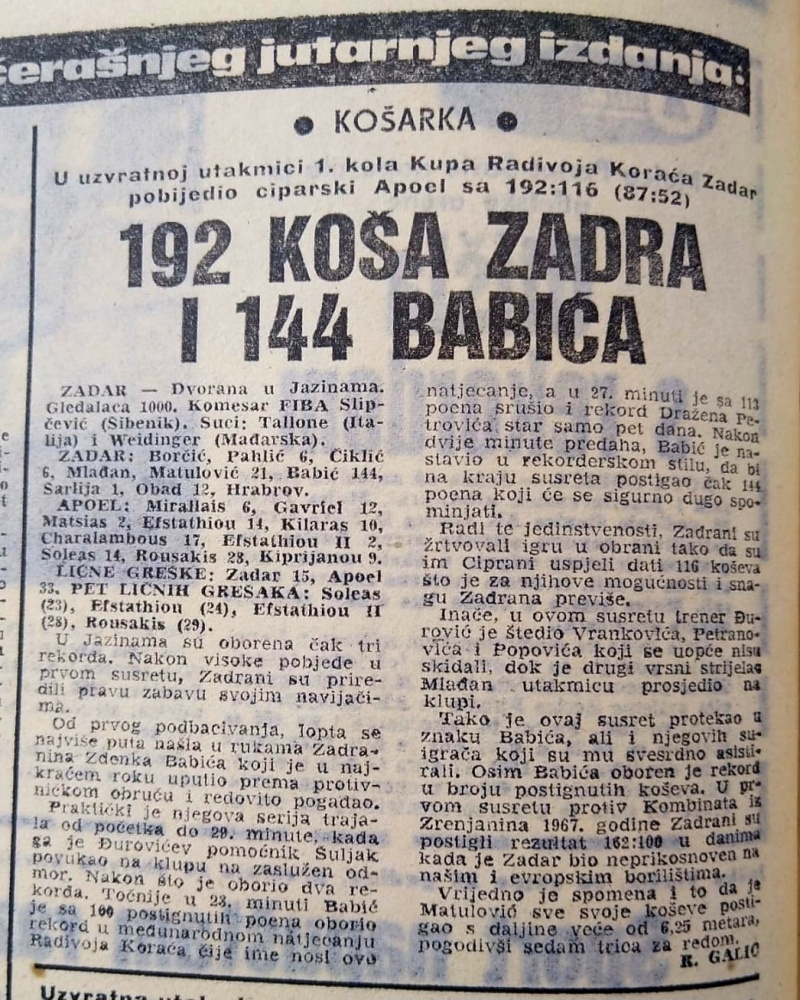 čerašnjeg jutarnjeg izdanja:
● KOŠARKA ●
U uzvratnoj utakmici 1. kola Kupa Radivoja Koraća Zadar
pobijedio ciparski Apoel sa 192:116 (87:52)
192 KOŠA ZADRA
I 144 BABIĆA
ZADAR — Dvorana u Jazinama.
Gledalaca 1000. Komesar FIBA Slip-
čević (Šibenik). Suci: Tallone (Ita-
lija) i Weidinger (Mađarska).
ZADAR: Borčić, Pahlić 6, Čiklić
6, Mlađan, Matulović 21, Babić 144,
Sarlija 1, Obad 12, Hrabrov.
APOEL: Mirallais 6, Gavriel 12,
Matsias 2, Efstathiou 14, Kilaras 10,
Charalambous 17, Efstathiou II 2,
Soleas 14, Rousakis 28, Kiprijanou 9.
LIČNE GREŠKE: Zadar 15, Apoel
33. PET LIČNIH GREŠAKA: Soleas
(23), Efstathiou (24), Efstathiou II
(28), Rousakis (29).
U Jazinama su oborena čak tri
rekorda. Nakon visoke pobjede u
prvom susretu, Zadrani su prire-
dili pravu zabavu svojim navijači-
ma.
Od prvog podbacivanja, lopta se
najviše puta našla u rukama Zadra-
nina Zdenka Babića koji je u naj-
kraćem roku uputio prema protiv-
ničkom obruču i redovito pogađao.
Praktički je njegova serija traja-
la od početka do 29. minute, kada
ga je Đurovićev pomoćnik Šuljak
povukao na klupu na zaslužen od-
mor. Nakon što je oborio dva re-
korda. Točnije u 23. minuti Babić
je sa 100 postignutih poena oborio
rekord u međunarodnom natjecanju
Radivoja Koraća čije ime nosi ovo
natjecanje, a u 27. minuti je sa 113
poena srušio i rekord Dražena Pe-
trovića star samo pet dana. Nakon
dvije minute predaha, Babić je na-
stavio u rekorderskom stilu, da bi
na kraju susreta postigao čak 144
poena koji će se sigurno dugo spo-
minjati.
Radi te jedinstvenosti, Zadrani su
žrtvovali igru u obrani tako da su
im Ciprani uspjeli dati 116 koševa
što je za njihove mogućnosti i sna-
gu Zadrana previše.
Inače, u ovom susretu trener Đu-
rović je štedio Vrankovića, Petrano-
vića i Popovića koji se uopće nisu
skidali, dok je drugi vrsni strijelac
Mlađan utakmicu prosjedio na
klupi.
Tako je ovaj susret protekao u
znaku Babića, ali i njegovih su-
igrača koji su mu svesrdno asisti-
rali. Osim Babića oboren je rekord
u broju postignutih koševa. U pr-
vom susretu protiv Kombinata iz
Zrenjanina 1967. godine Zadrani su
postigli rezultat 162:100 u danima
kada je Zadar bio neprikosnoven na
našim i evropskim borilištima.
Vrijedno je spomena i to da je
Matulović sve svoje koševe posti-
gao s daljine veće od 6,25 metara,
pogodivši sedam trica za redom.
R. GALIĆ
Uzvratna